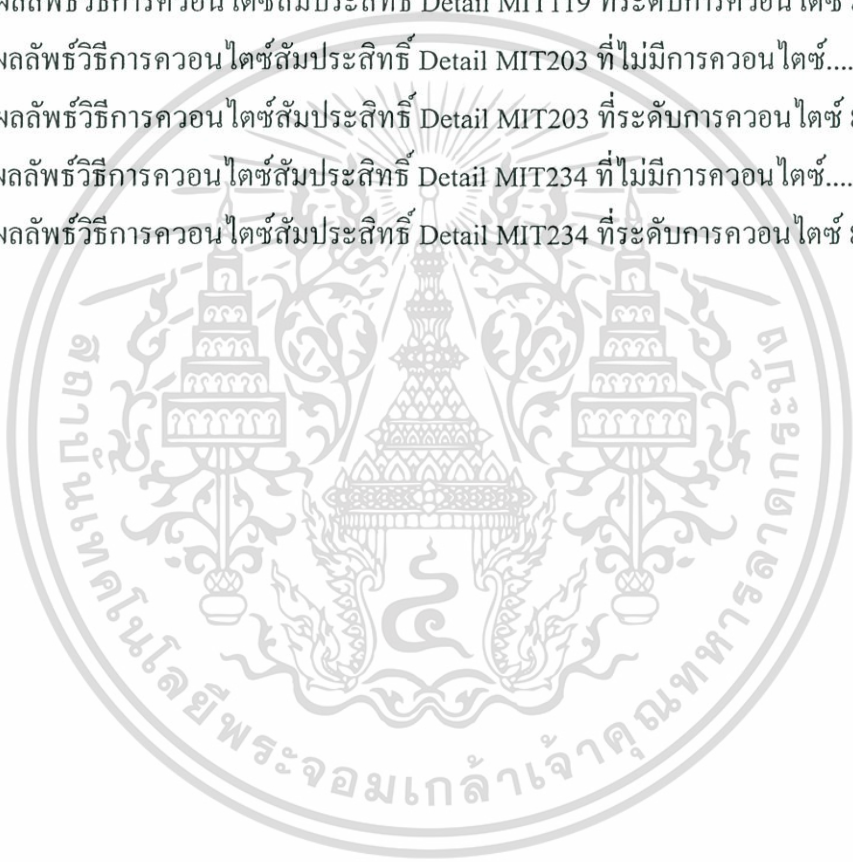 ผลลัพธ์วิธีการควอนไตซ์สัมประสิทธิ์ Detail MIT119 ที่ระดับการควอนไตซ์
ผลลัพธ์วิธีการควอนไตซ์สัมประสิทธิ์ Detail MIT203 ที่ไม่มีการควอนไตซ์....
ผลลัพธ์วิธีการควอนไตซ์สัมประสิทธิ์ Detail MIT203 ที่ระดับการควอนไตซ์
ผลลัพธ์วิธีการควอนไตซ์สัมประสิทธิ์ Detail MIT234 ที่ไม่มีการควอนไตซ์....
ผลลัพธ์วิธีการควอนไตซ์สัมประสิทธิ์ Detail MIT234 ที่ระดับการควอนไตซ์
สถาบันเทคโนโลยีพระจอมเกล้าเจ้าคุณทหารลาดกระบัง